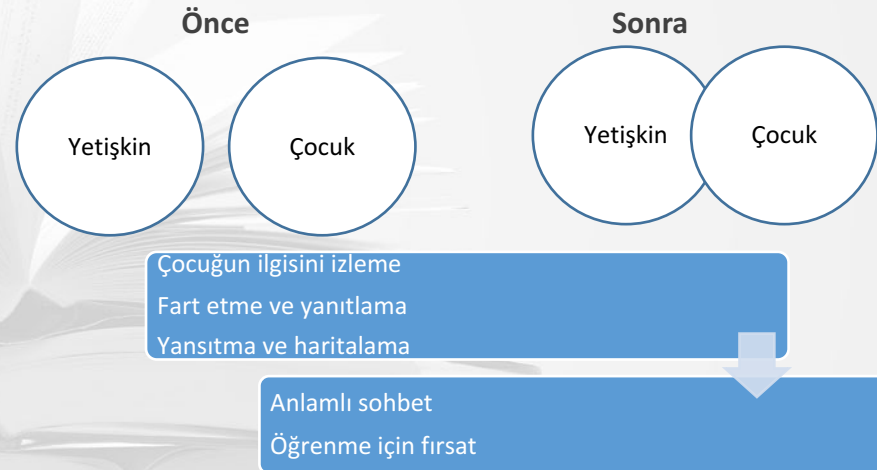 Önce
Sonra
Yetişkin
Çocuk
Yetişkin
Çocuk
Çocuğun ilgisini izleme
Fart etme ve yanıtlama
Yansıtma ve haritalama
Anlamlı sohbet
Öğrenme için fırsat